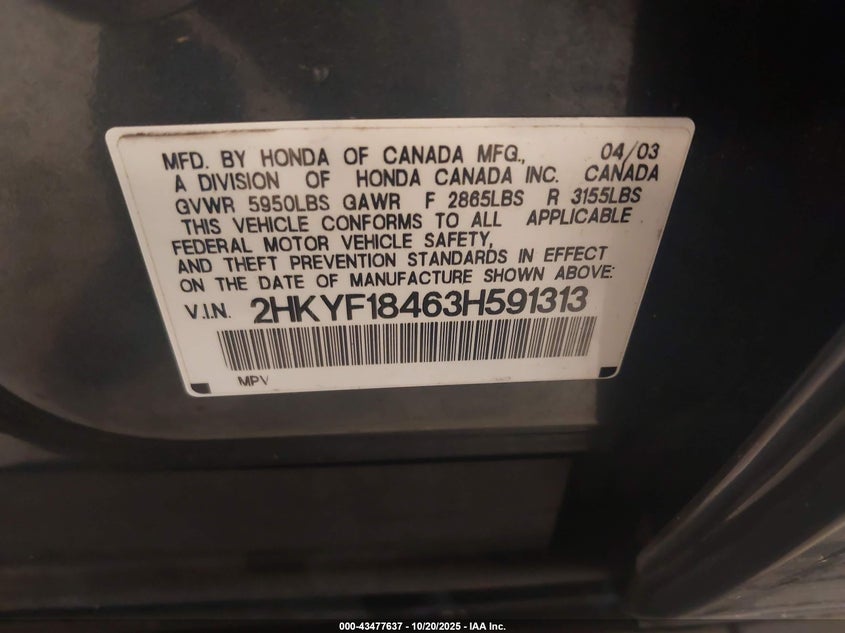 MFD. BY HONDA OF CANADA MFG., 04/03
A DIVISION OF HONDA CANADA INC. CANADA
GVWR 5950LBS GAWR F 2865LBS R 3155LBS
THIS VEHICLE CONFORMS TO ALL APPLICABLE
FEDERAL MOTOR VEHICLE SAFETY,
AND THEFT PREVENTION STANDARDS IN EFFECT
ON THE DATE OF MANUFACTURE SHOWN ABOVE:
V.I.N. 2HKYF18463H591313
MPV
000-43477637 - 10/20/2025 - IAA Inc.